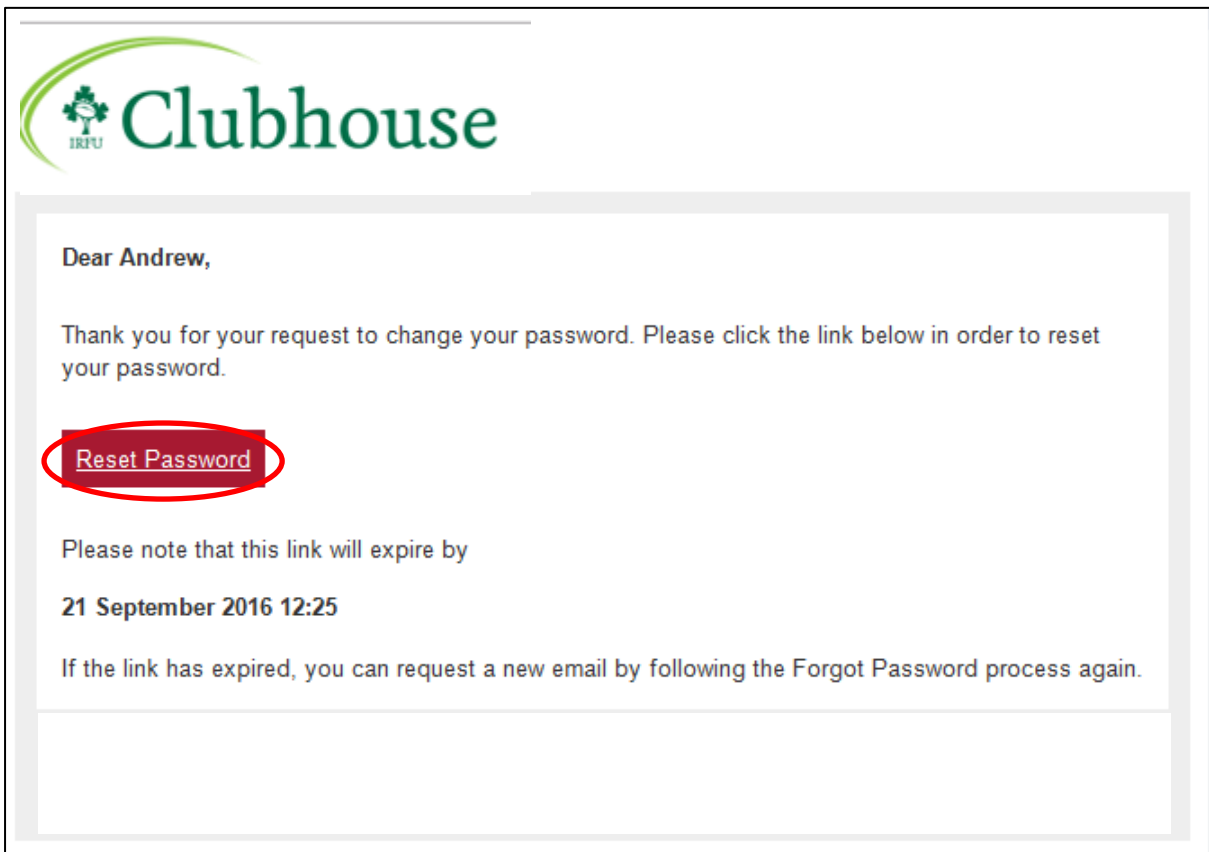 IRFU
Clubhouse
Dear Andrew,
Thank you for your request to change your password. Please click the link below in order to reset
your password.
Reset Password
Please note that this link will expire by
21 September 2016 12:25
If the link has expired, you can request a new email by following the Forgot Password process again.